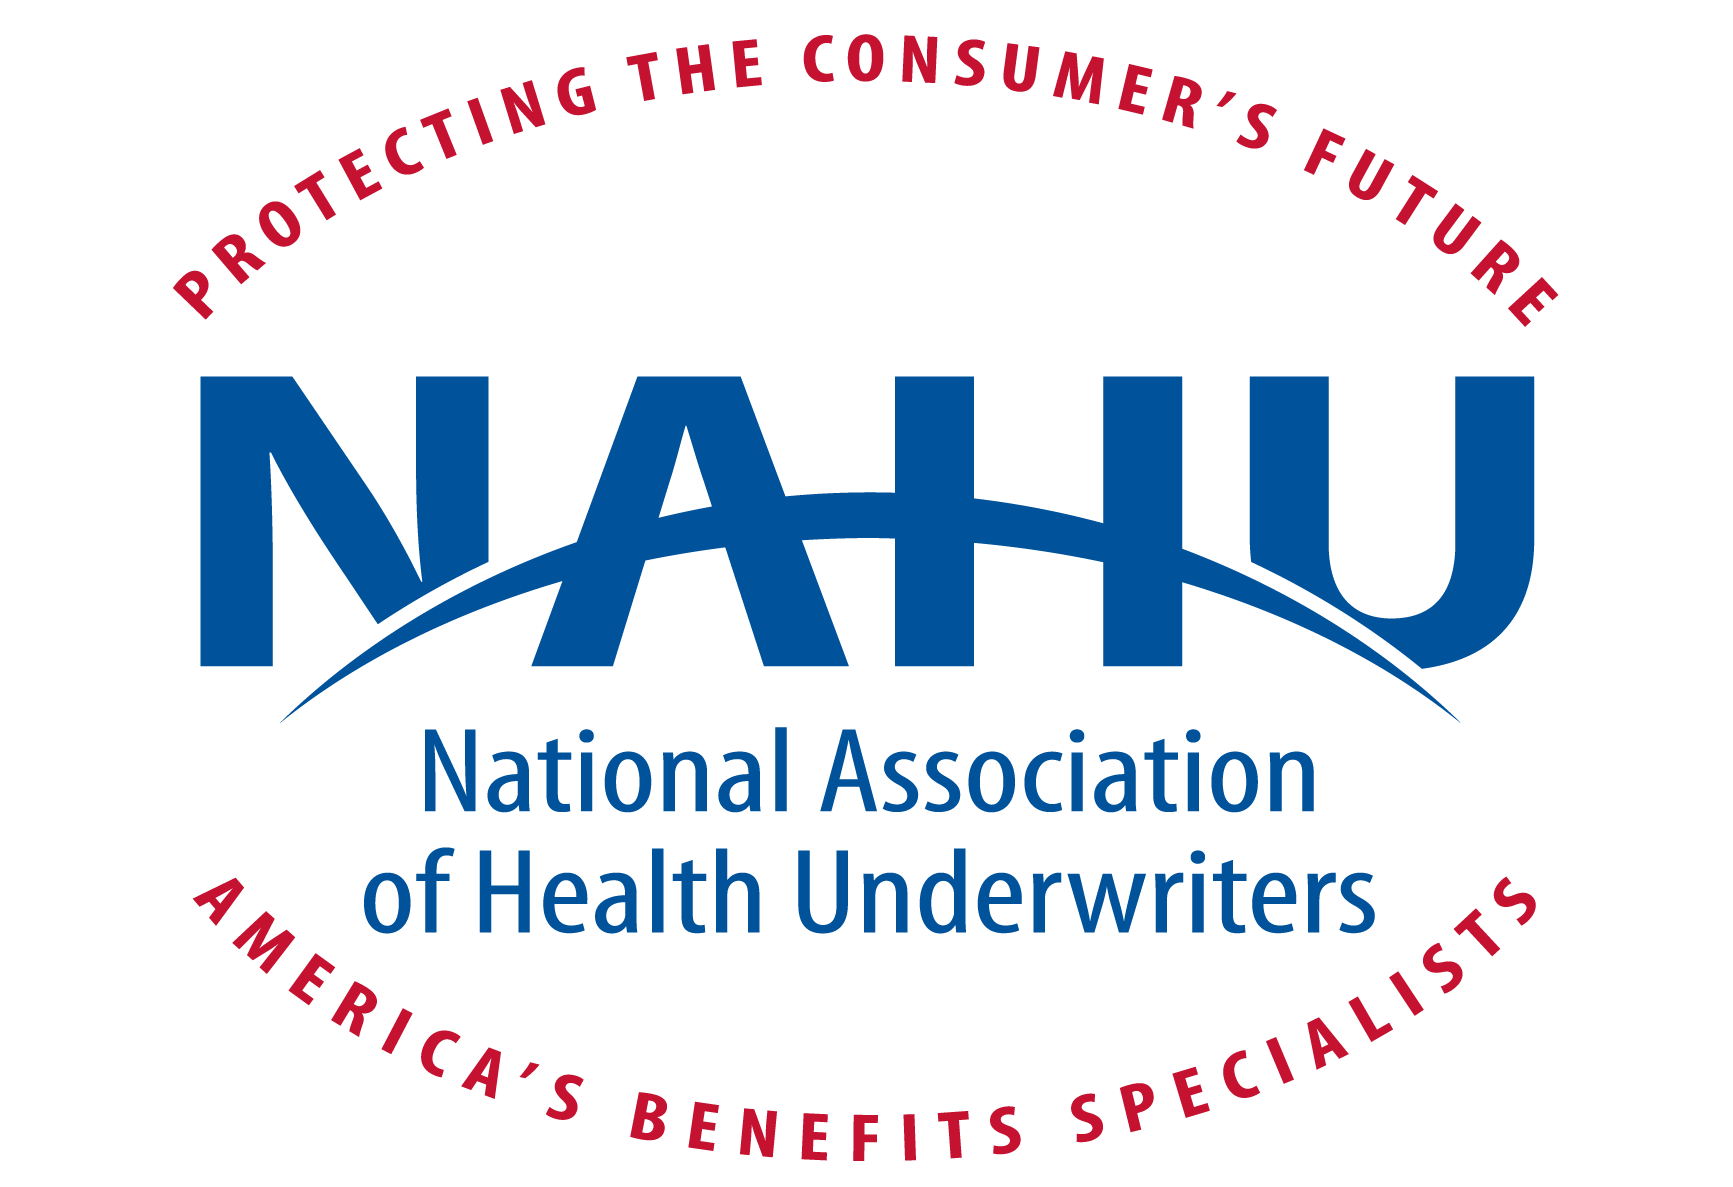 PROTECTING THE CONSUMER’S FUTURE
NAHU
National Association
of Health Underwriters
AMERICA’S BENEFITS SPECIALISTS